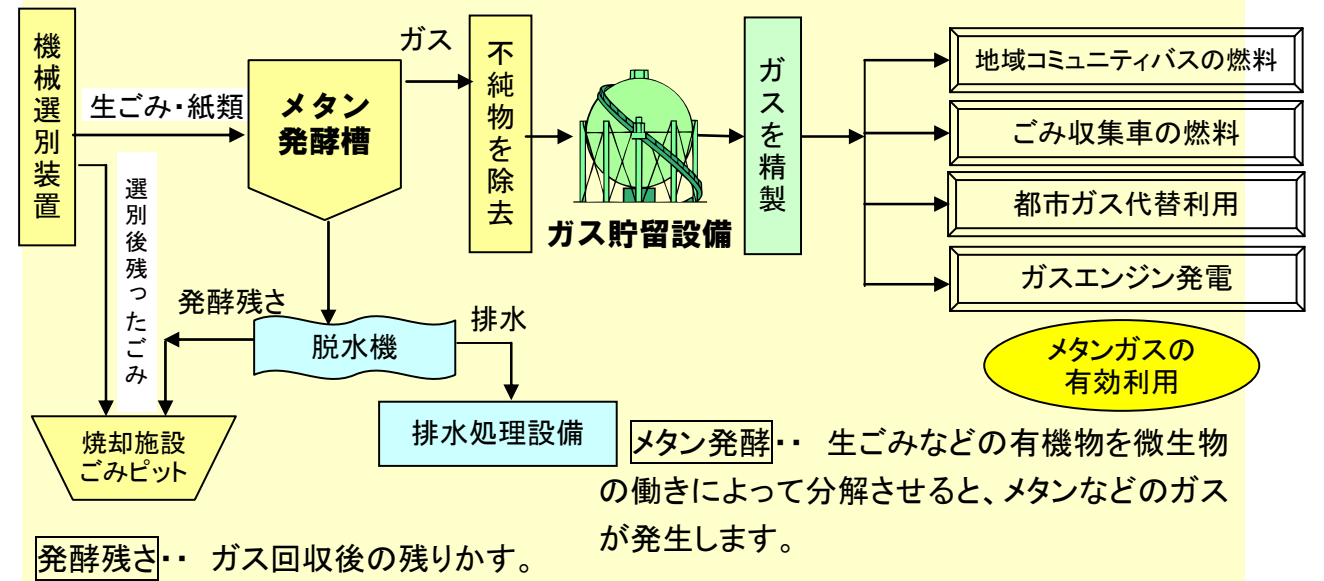 機械選別装置
生ごみ・紙類
メタン
発酵槽
ガス
不純物を除去
ガス貯留設備
ガスを精製
地域コミュニティバスの燃料
ごみ収集車の燃料
都市ガス代替利用
ガスエンジン発電
メタンガスの
有効利用
選別後残ったごみ
発酵残さ
脱水機
排水
排水処理設備
焼却施設
ごみピット
メタン発酵・・ 生ごみなどの有機物を微生物
の働きによって分解させると、メタンなどのガス
が発生します。
発酵残さ・・ ガス回収後の残りかす。